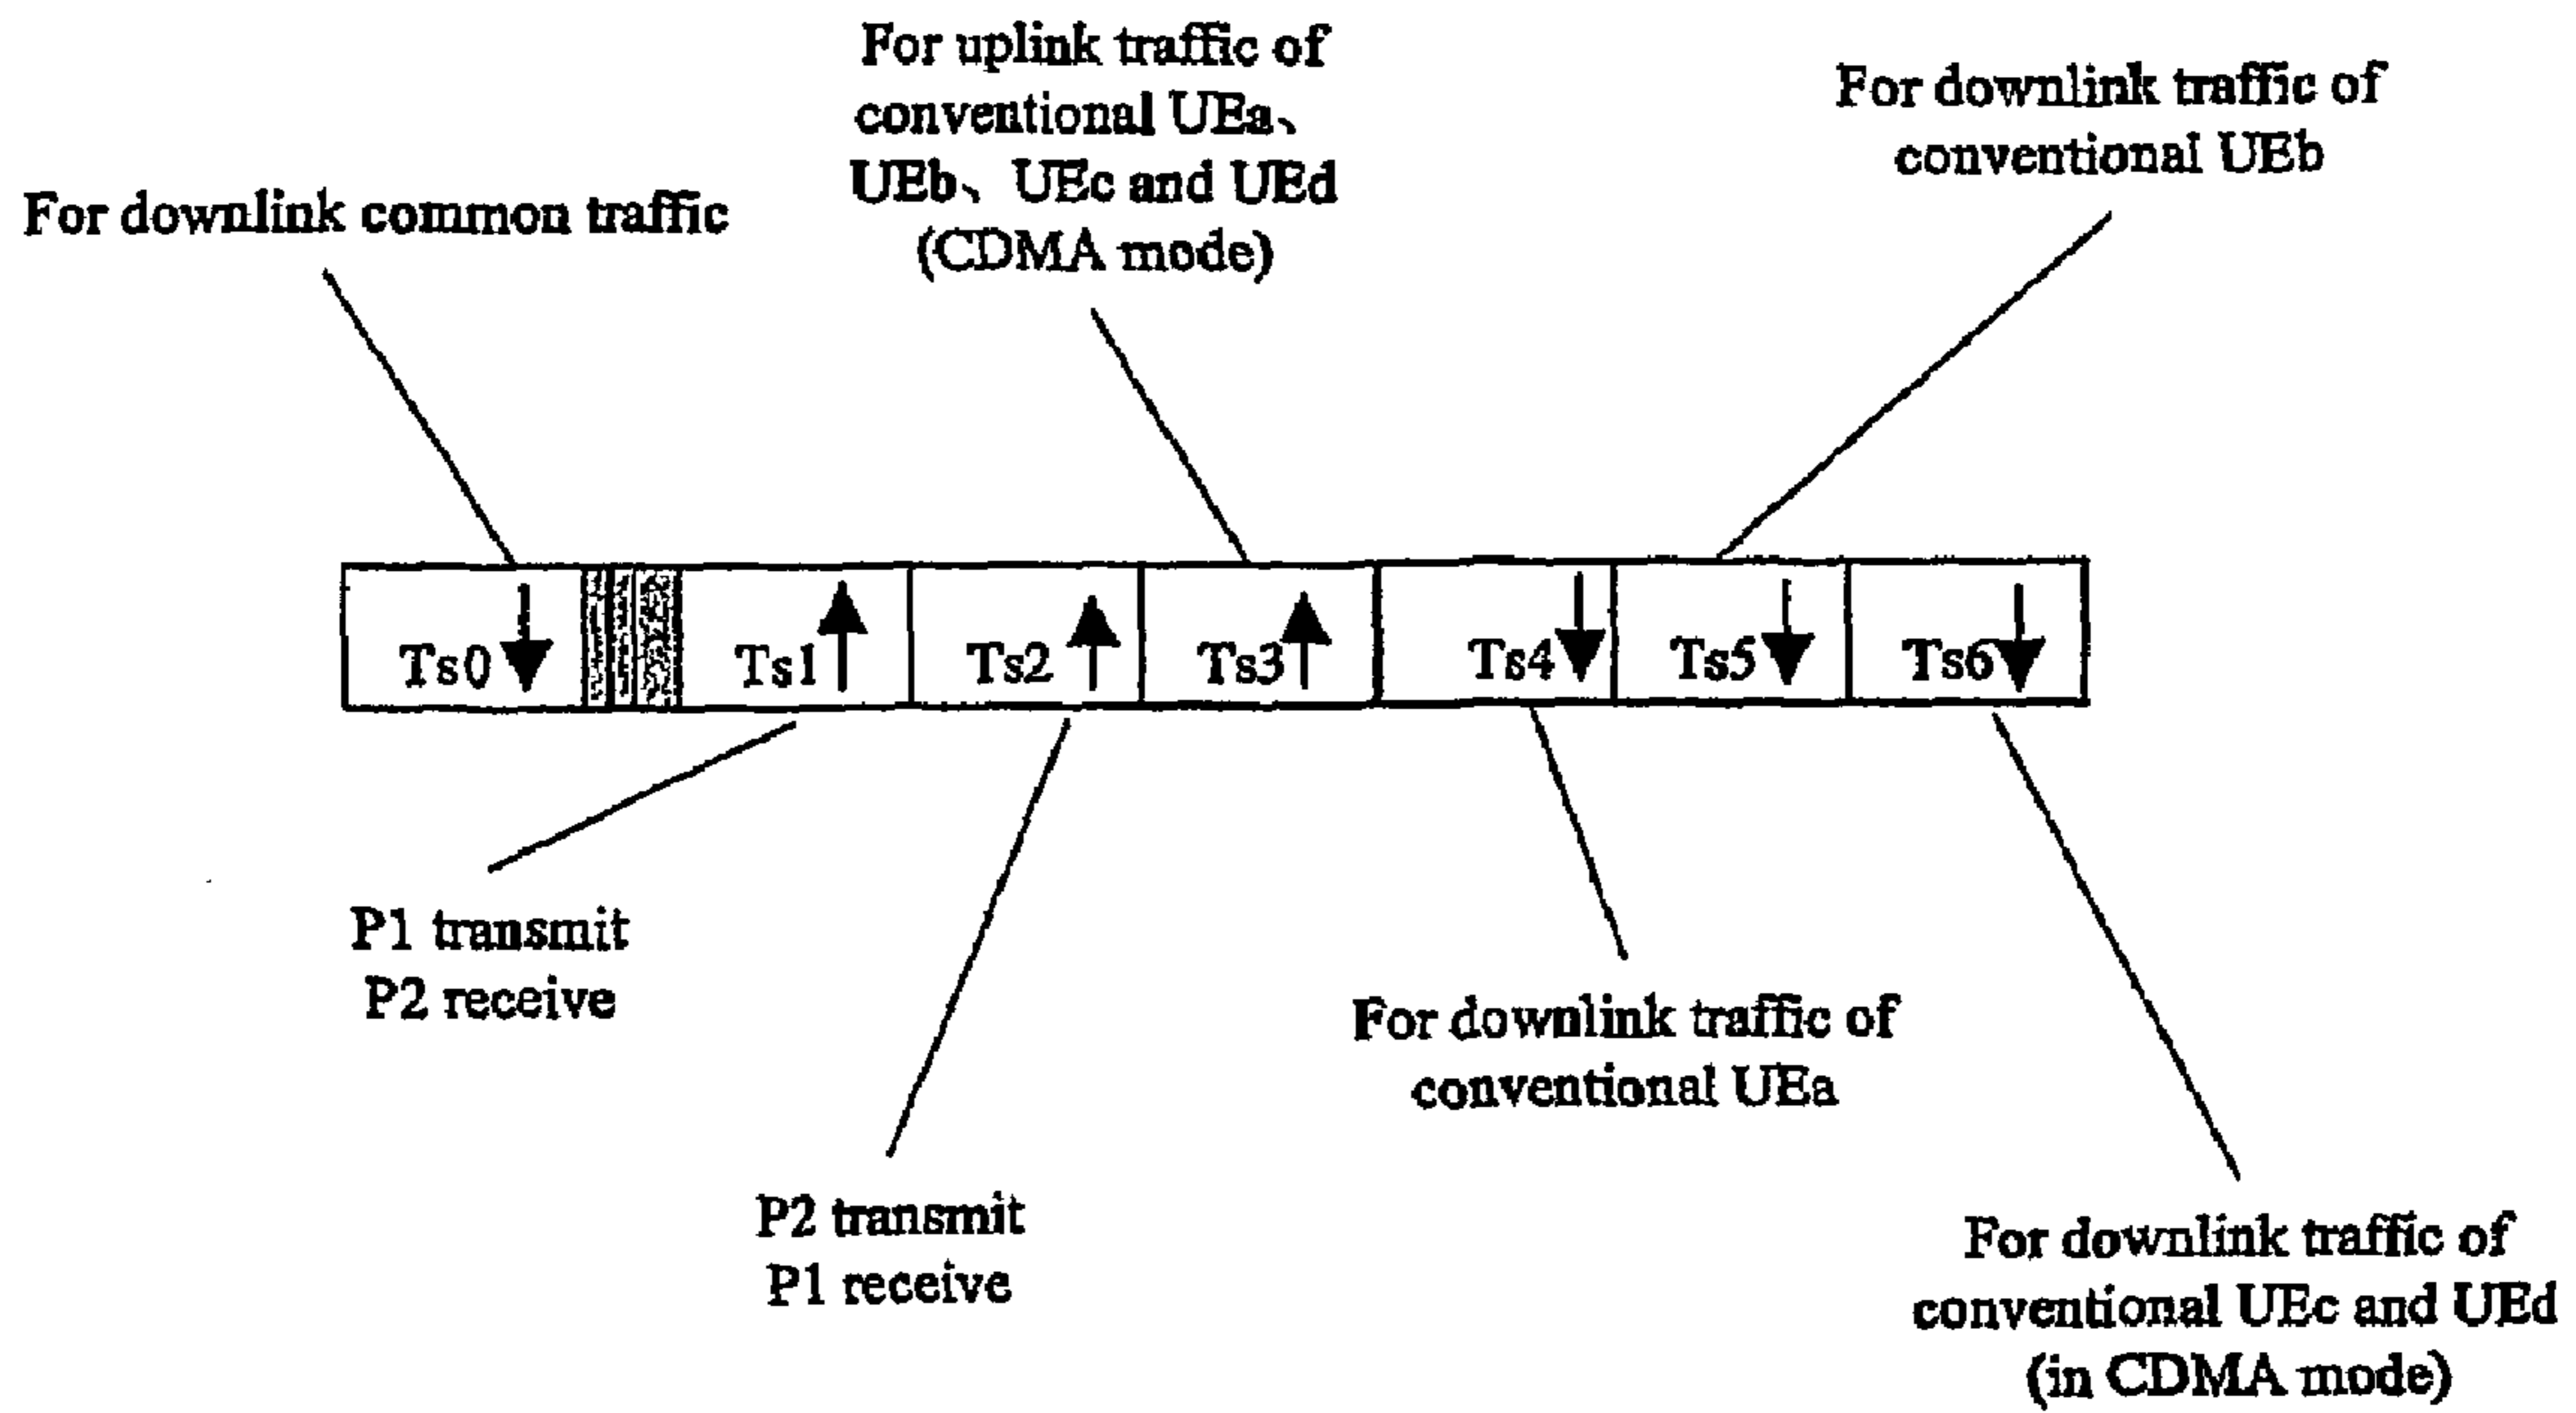 For uplink traffic of
conventional UEa、
UEb、UEc and UEd
(CDMA mode)
For downlink traffic of
conventional UEb
For downlink common traffic
Ts0
Ts1
Ts2
Ts3
Ts4
Ts5
Ts6
P1 transmit
P2 receive
P2 transmit
P1 receive
For downlink traffic of
conventional UEa
For downlink traffic of
conventional UEc and UEd
(in CDMA mode)